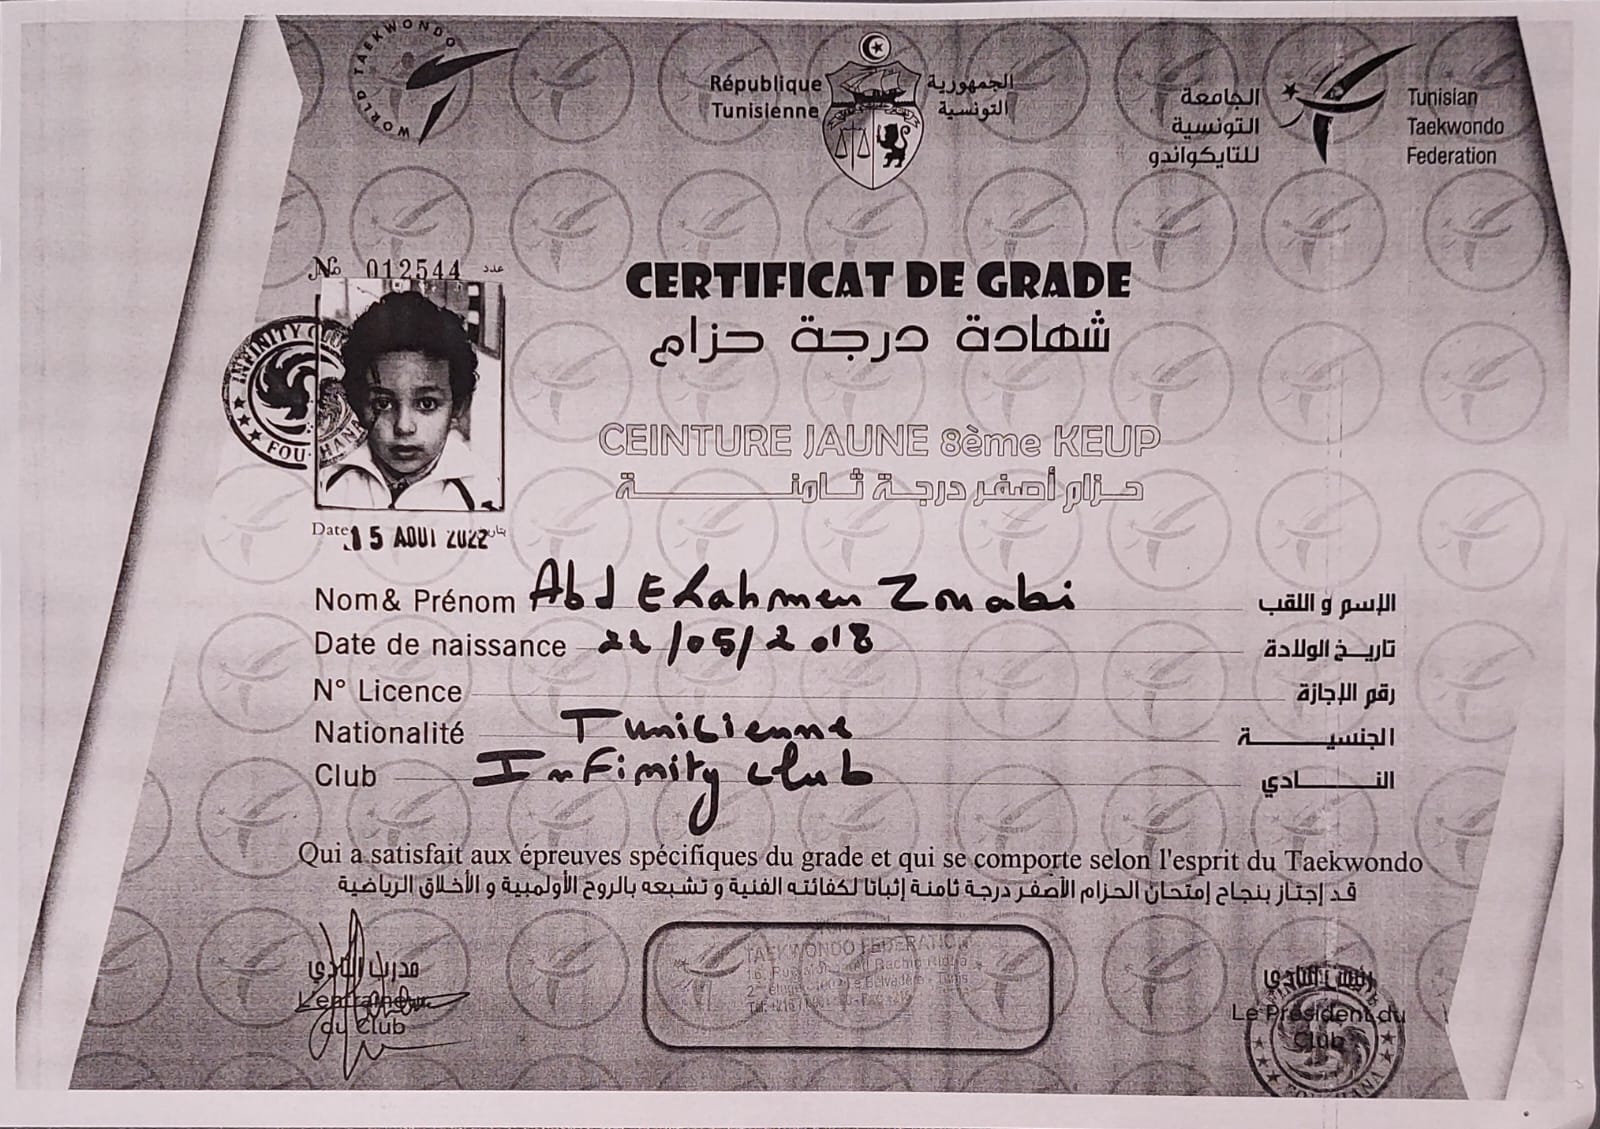 WORLD TAEKWONDO
République
Tunisienne
الجمهورية
التونسية
الجامعة
التونسية
للتايكواندو
Tunisian
Taekwondo
Federation
№ 012544 عدد
CERTIFICAT DE GRADE
شهادة درجة حزام
INFINITY
FOU HANA
CEINTURE JAUNE 8ème KEUP
حزام أصفر درجة ثامنة
Date 15 AOUT 2022
Nom& Prénom Abd Erahmen Zouabi الإسم و اللقب
Date de naissance 22/05/2018 تاريخ الولادة
N° Licence رقم الإجازة
Nationalité Tunisienne الجنسية
Club Infinity club النادي
Qui a satisfait aux épreuves spécifiques du grade et qui se comporte selon l'esprit du Taekwondo
قد إجتاز بنجاح إمتحان الحزام الأصفر درجة ثامنة إثباتا لكفائته الفنية و تشبعه بالروح الأولمبية و الأخلاق الرياضية
مدرب النادي
L'entraîneur
du Club
TAEKWONDO FEDERATION
رئيس النادي
Le Président du
Club